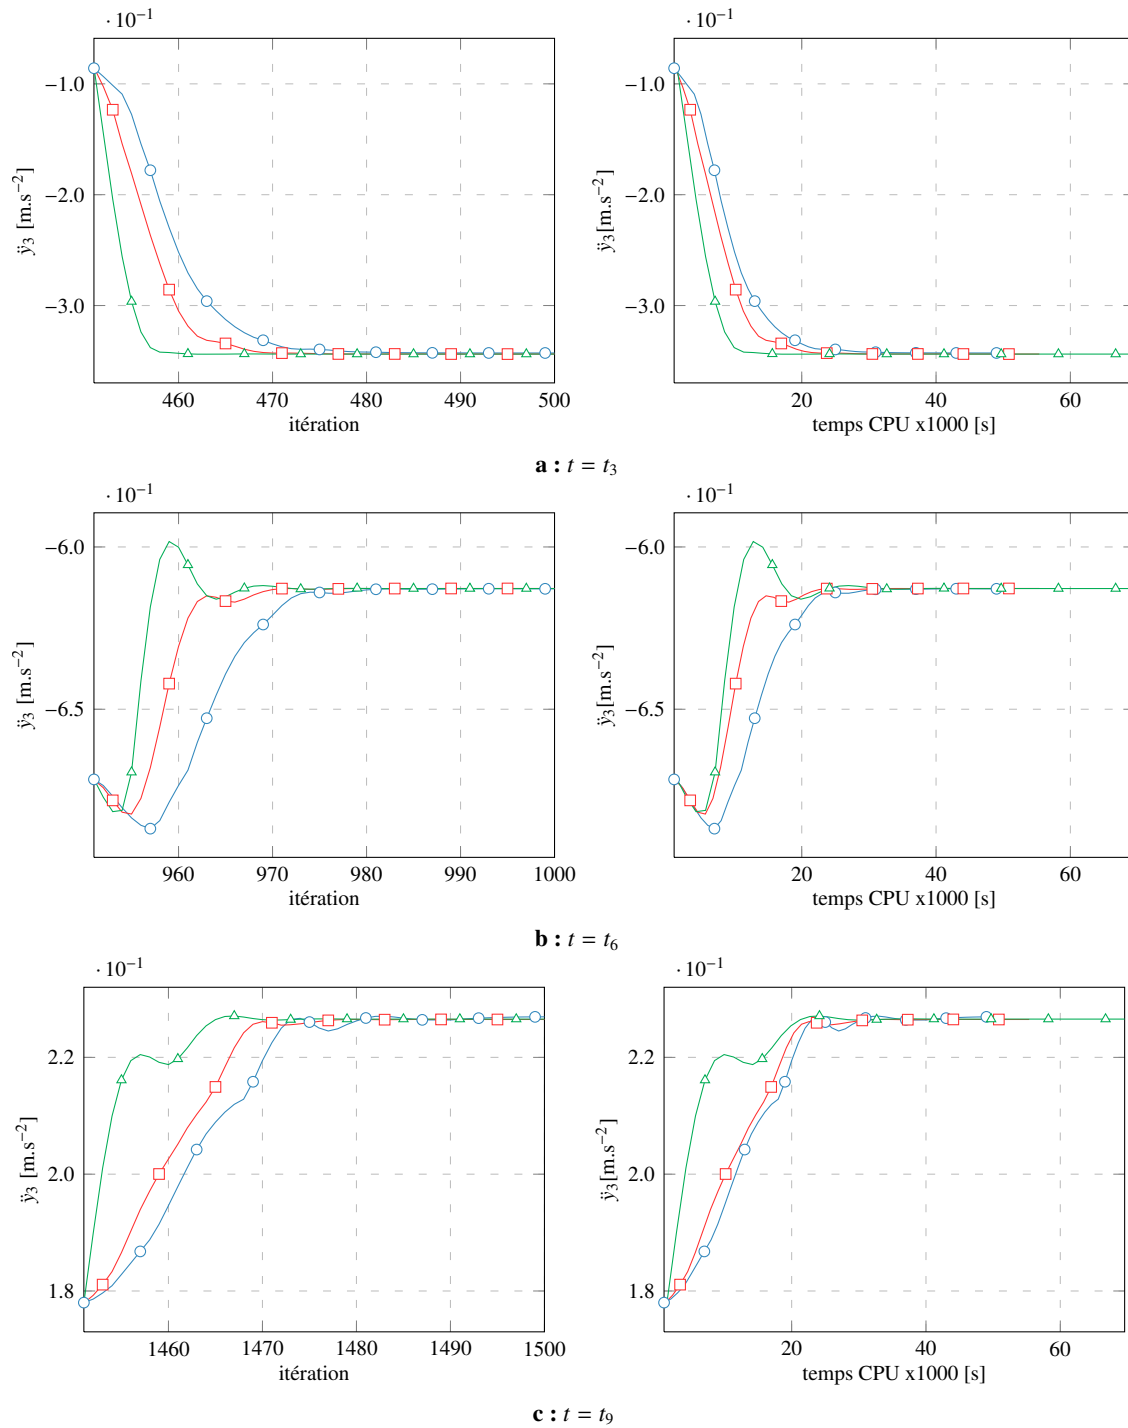 · 10⁻¹ · 10⁻¹
−1.0 −1.0
−2.0 −2.0
−3.0 −3.0
ÿ₃ [m.s⁻²] ÿ₃[m.s⁻²]
460 470 480 490 500 20 40 60
itération temps CPU x1000 [s]
a : t = t₃
· 10⁻¹ · 10⁻¹
−6.0 −6.0
−6.5 −6.5
ÿ₃ [m.s⁻²] ÿ₃[m.s⁻²]
960 970 980 990 1000 20 40 60
itération temps CPU x1000 [s]
b : t = t₆
· 10⁻¹ · 10⁻¹
2.2 2.2
2.0 2.0
1.8 1.8
ÿ₃ [m.s⁻²] ÿ₃[m.s⁻²]
1460 1470 1480 1490 1500 20 40 60
itération temps CPU x1000 [s]
c : t = t₉